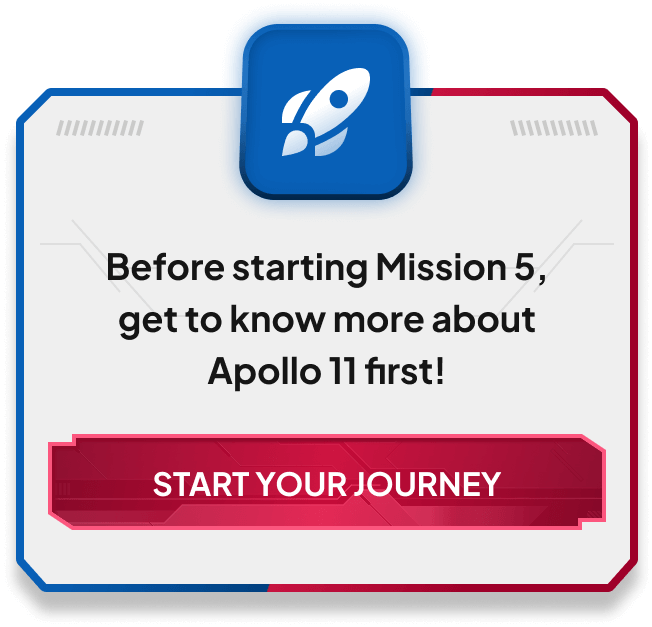 Before starting Mission 5,
get to know more about
Apollo 11 first!
START YOUR JOURNEY